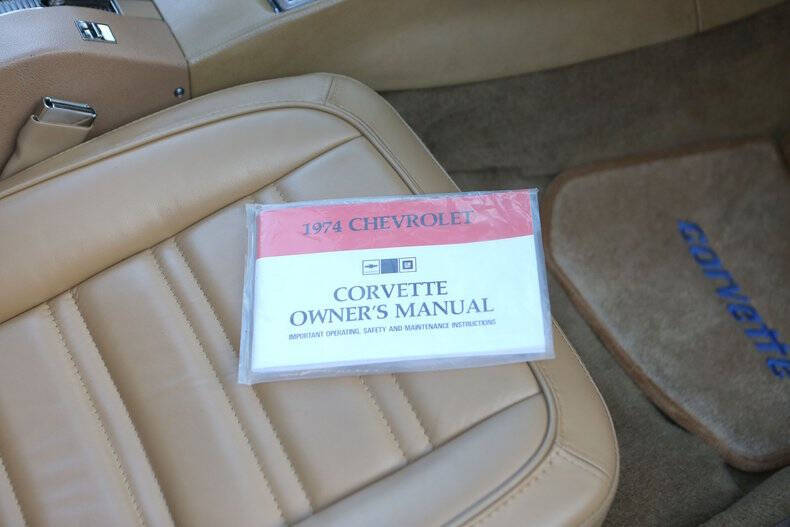 1974 CHEVROLET
CORVETTE
OWNER'S MANUAL
IMPORTANT OPERATING, SAFETY AND MAINTENANCE INSTRUCTIONS
corvette